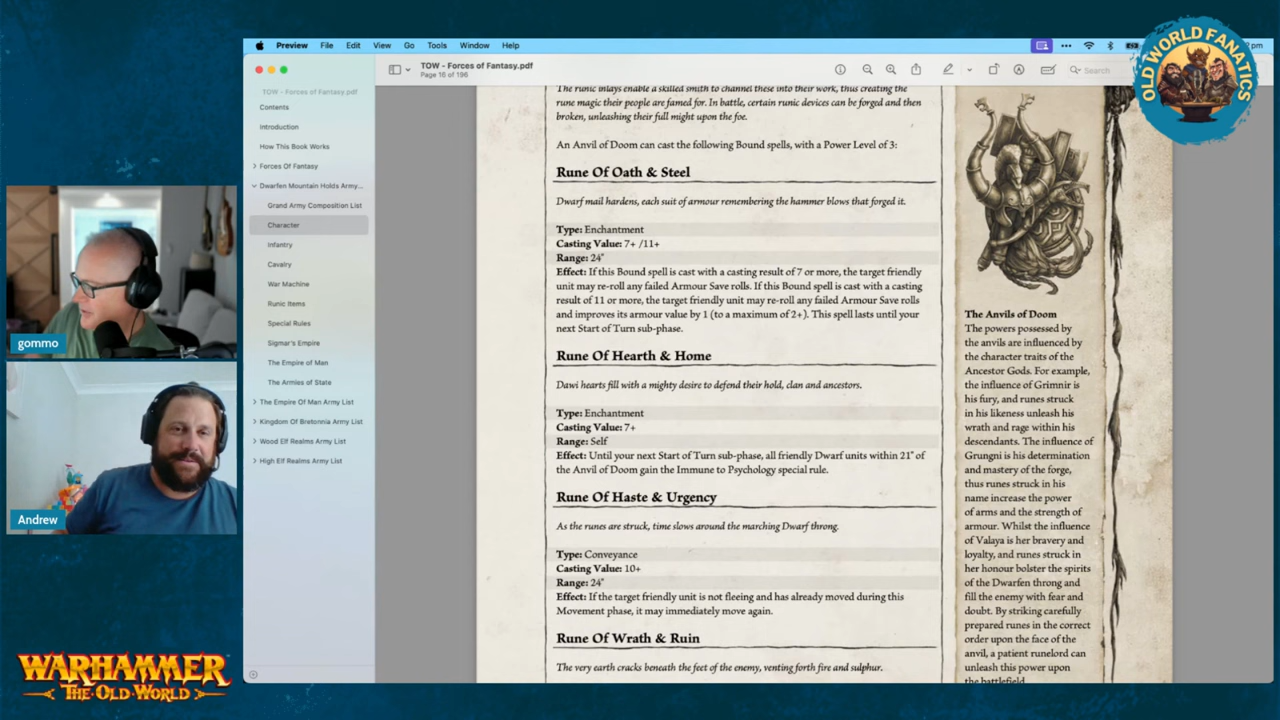 Preview File Edit View Go Tools Window Help
TOW - Forces of Fantasy.pdf
Page 16 of 196
Search
OLD WORLD FANATICS
TOW - Forces of Fantasy.pdf
Contents
Introduction
How This Book Works
Forces Of Fantasy
Dwarfen Mountain Holds Army...
Grand Army Composition List
Character
Infantry
Cavalry
War Machine
Runic Items
Special Rules
Sigmar's Empire
The Empire of Man
The Armies of State
The Empire Of Man Army List
Kingdom Of Bretonnia Army List
Wood Elf Realms Army List
High Elf Realms Army List
The runic inlays enable a skilled smith to channel these into their work, thus creating the
rune magic their people are famed for. In battle, certain runic devices can be forged and then
broken, unleashing their full might upon the foe.
An Anvil of Doom can cast the following Bound spells, with a Power Level of 3:
Rune Of Oath & Steel
Dwarf mail hardens, each suit of armour remembering the hammer blows that forged it.
Type: Enchantment
Casting Value: 7+ /11+
Range: 24"
Effect: If this Bound spell is cast with a casting result of 7 or more, the target friendly
unit may re-roll any failed Armour Save rolls. If this Bound spell is cast with a casting
result of 11 or more, the target friendly unit may re-roll any failed Armour Save rolls
and improves its armour value by 1 (to a maximum of 2+). This spell lasts until your
next Start of Turn sub-phase.
Rune Of Hearth & Home
Dawi hearts fill with a mighty desire to defend their hold, clan and ancestors.
Type: Enchantment
Casting Value: 7+
Range: Self
Effect: Until your next Start of Turn sub-phase, all friendly Dwarf units within 21" of
the Anvil of Doom gain the Immune to Psychology special rule.
Rune Of Haste & Urgency
As the runes are struck, time slows around the marching Dwarf throng.
Type: Conveyance
Casting Value: 10+
Range: 24"
Effect: If the target friendly unit is not fleeing and has already moved during this
Movement phase, it may immediately move again.
Rune Of Wrath & Ruin
The very earth cracks beneath the feet of the enemy, venting forth fire and sulphur.
The Anvils of Doom
The powers possessed by
the anvils are influenced by
the character traits of the
Ancestor Gods. For example,
the influence of Grimnir is
his fury, and runes struck
in his likeness unleash his
wrath and rage within his
descendants. The influence of
Grungni is his determination
and mastery of the forge,
thus runes struck in his
name increase the power
of arms and the strength of
armour. Whilst the influence
of Valaya is her bravery and
loyalty, and runes struck in
her honour bolster the spirits
of the Dwarfen throng and
fill the enemy with fear and
doubt. By striking carefully
prepared runes in the correct
order upon the face of the
anvil, a patient runelord can
unleash this power upon
the battlefield.
gommo
Andrew
WARHAMMER
THE·OLD·WORLD